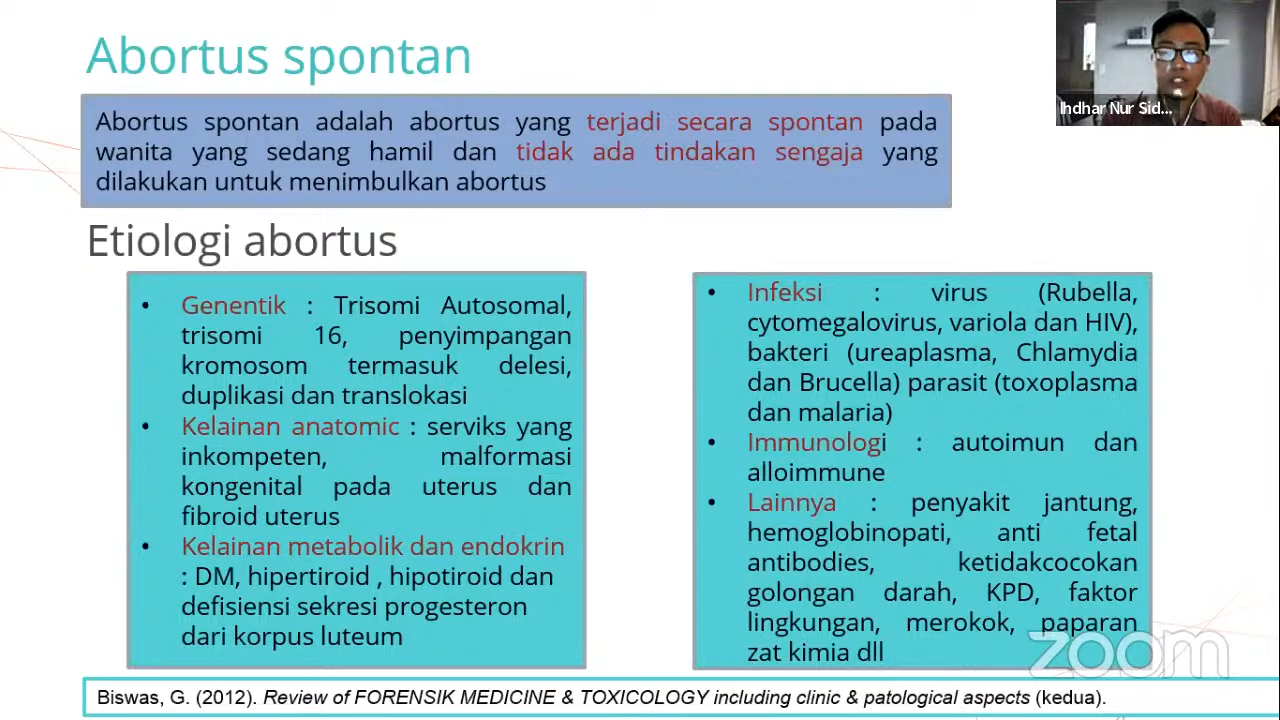 Abortus spontan
Abortus spontan adalah abortus yang terjadi secara spontan pada
wanita yang sedang hamil dan tidak ada tindakan sengaja yang
dilakukan untuk menimbulkan abortus
Etiologi abortus
• Genentik : Trisomi Autosomal,
trisomi 16, penyimpangan
kromosom termasuk delesi,
duplikasi dan translokasi
• Kelainan anatomic : serviks yang
inkompeten, malformasi
kongenital pada uterus dan
fibroid uterus
• Kelainan metabolik dan endokrin
: DM, hipertiroid , hipotiroid dan
defisiensi sekresi progesteron
dari korpus luteum
• Infeksi : virus (Rubella,
cytomegalovirus, variola dan HIV),
bakteri (ureaplasma, Chlamydia
dan Brucella) parasit (toxoplasma
dan malaria)
• Immunologi : autoimun dan
alloimmune
• Lainnya : penyakit jantung,
hemoglobinopati, anti fetal
antibodies, ketidakcocokan
golongan darah, KPD, faktor
lingkungan, merokok, paparan
zat kimia dll
Biswas, G. (2012). Review of FORENSIK MEDICINE & TOXICOLOGY including clinic & patological aspects (kedua).
Ihdhar Nur Sid...
zoom